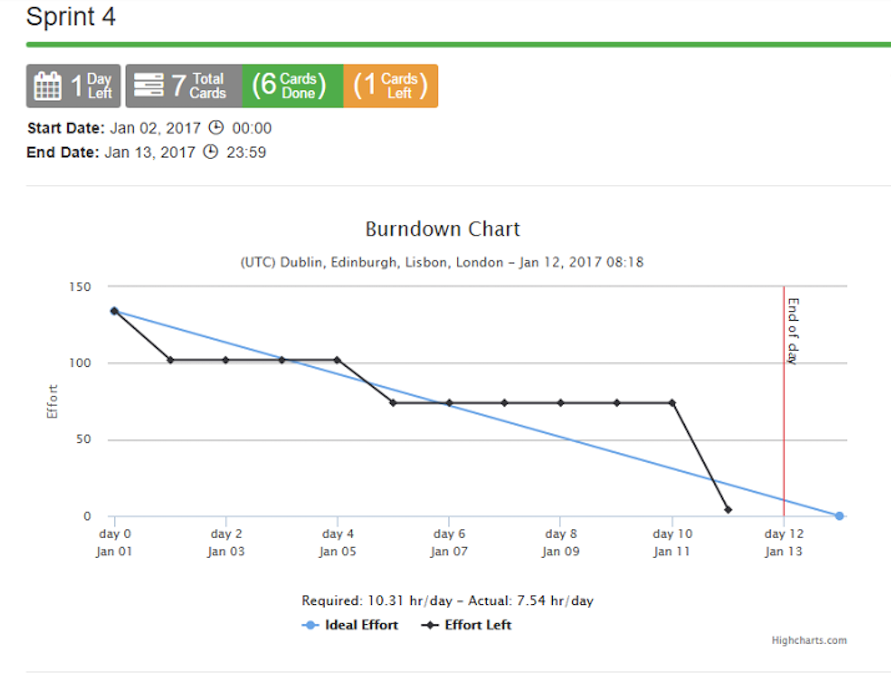 Sprint 4
1 Day Left 7 Total Cards (6 Cards Done) (1 Cards Left)
Start Date: Jan 02, 2017 00:00
End Date: Jan 13, 2017 23:59
Burndown Chart
(UTC) Dublin, Edinburgh, Lisbon, London – Jan 12, 2017 08:18
150
100
50
0
Effort
End of day
day 0 day 2 day 4 day 6 day 8 day 10 day 12
Jan 01 Jan 03 Jan 05 Jan 07 Jan 09 Jan 11 Jan 13
Required: 10.31 hr/day – Actual: 7.54 hr/day
Ideal Effort Effort Left
Highcharts.com